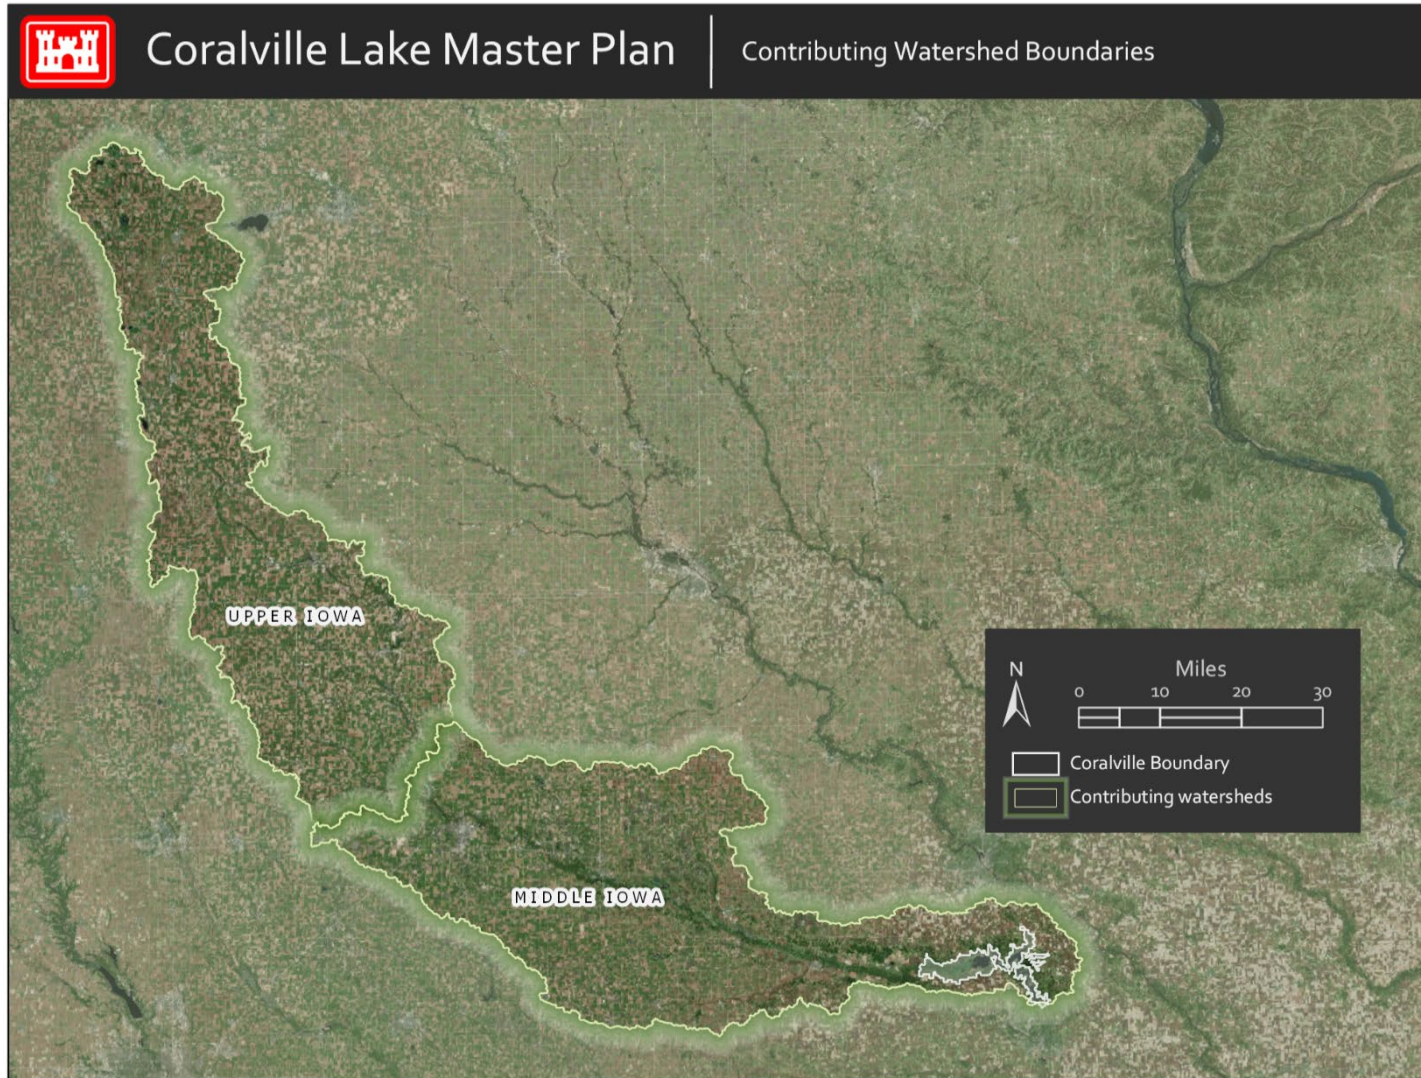 Coralville Lake Master Plan
Contributing Watershed Boundaries
UPPER IOWA
N
Miles
0 10 20 30
Coralville Boundary
Contributing watersheds
MIDDLE IOWA